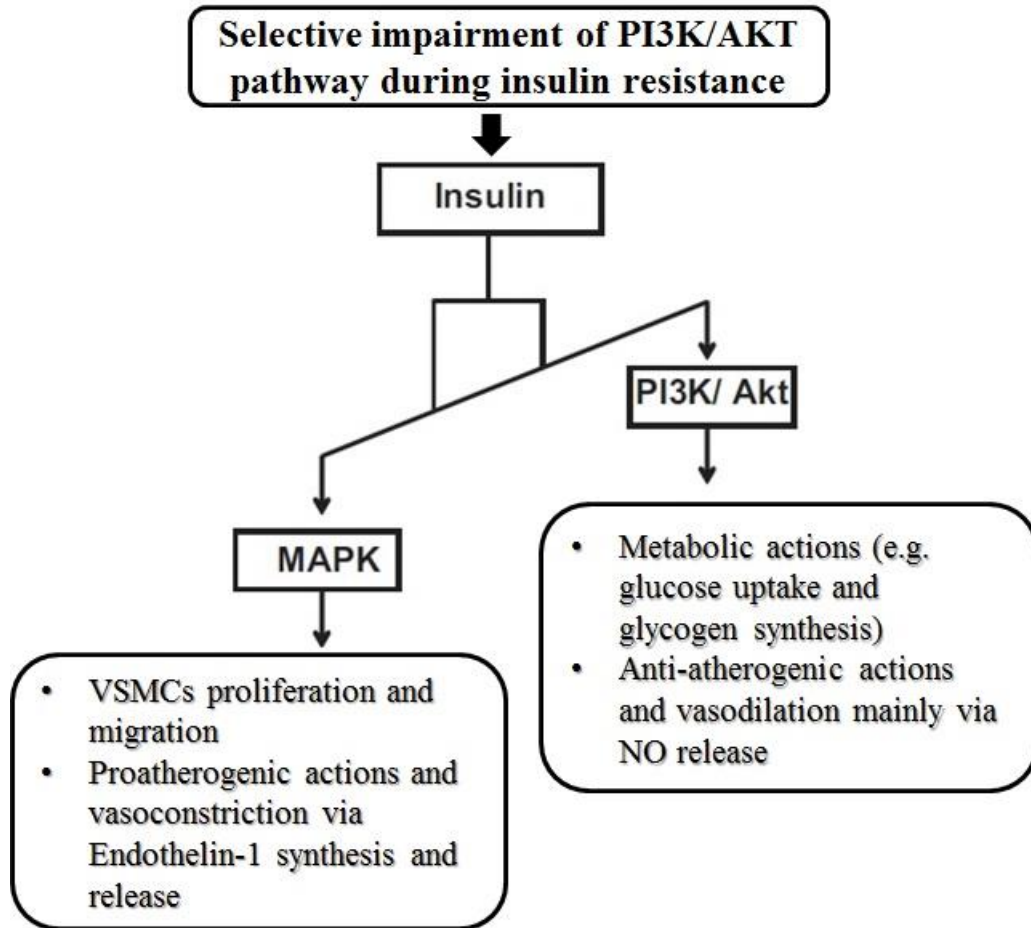 Selective impairment of PI3K/AKT
pathway during insulin resistance
Insulin
PI3K/ Akt
MAPK
• Metabolic actions (e.g.
glucose uptake and
glycogen synthesis)
• Anti-atherogenic actions
and vasodilation mainly via
NO release
• VSMCs proliferation and
migration
• Proatherogenic actions and
vasoconstriction via
Endothelin-1 synthesis and
release